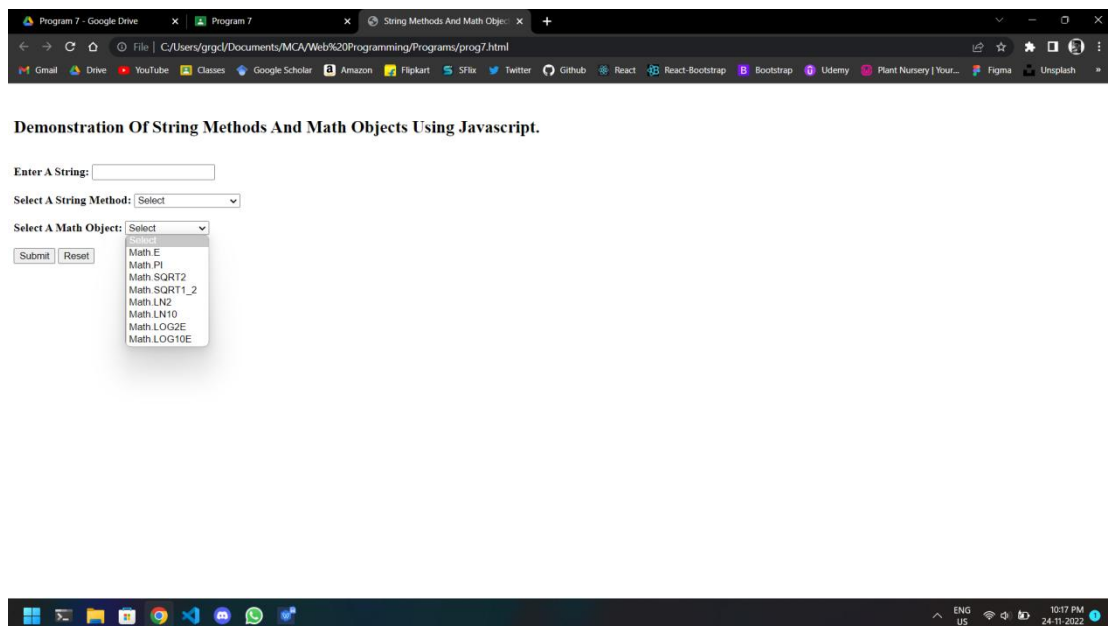 Program 7 - Google Drive
Program 7
String Methods And Math Objec
File | C:/Users/grgcl/Documents/MCA/Web%20Programming/Programs/prog7.html
Gmail Drive YouTube Classes Google Scholar Amazon Flipkart SFlix Twitter Github React React-Bootstrap Bootstrap Udemy Plant Nursery | Your... Figma Unsplash »
Demonstration Of String Methods And Math Objects Using Javascript.
Enter A String:
Select A String Method: Select
Select A Math Object: Select
Select
Math.E
Math.PI
Math.SQRT2
Math.SQRT1_2
Math.LN2
Math.LN10
Math.LOG2E
Math.LOG10E
Submit Reset
ENG
US
10:17 PM
24-11-2022
1